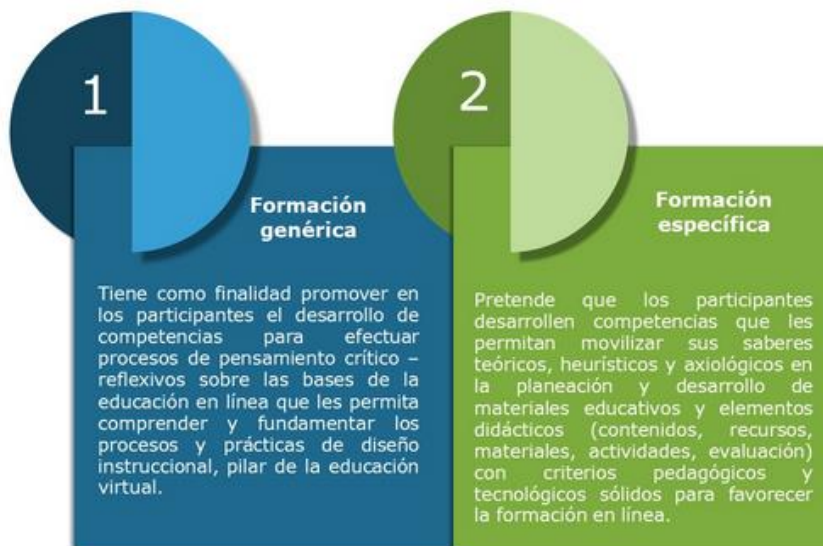 1
Formación
genérica
Tiene como finalidad promover en
los participantes el desarrollo de
competencias para efectuar
procesos de pensamiento crítico –
reflexivos sobre las bases de la
educación en línea que les permita
comprender y fundamentar los
procesos y prácticas de diseño
instruccional, pilar de la educación
virtual.
2
Formación
específica
Pretende que los participantes
desarrollen competencias que les
permitan movilizar sus saberes
teóricos, heurísticos y axiológicos en
la planeación y desarrollo de
materiales educativos y elementos
didácticos (contenidos, recursos,
materiales, actividades, evaluación)
con criterios pedagógicos y
tecnológicos sólidos para favorecer
la formación en línea.